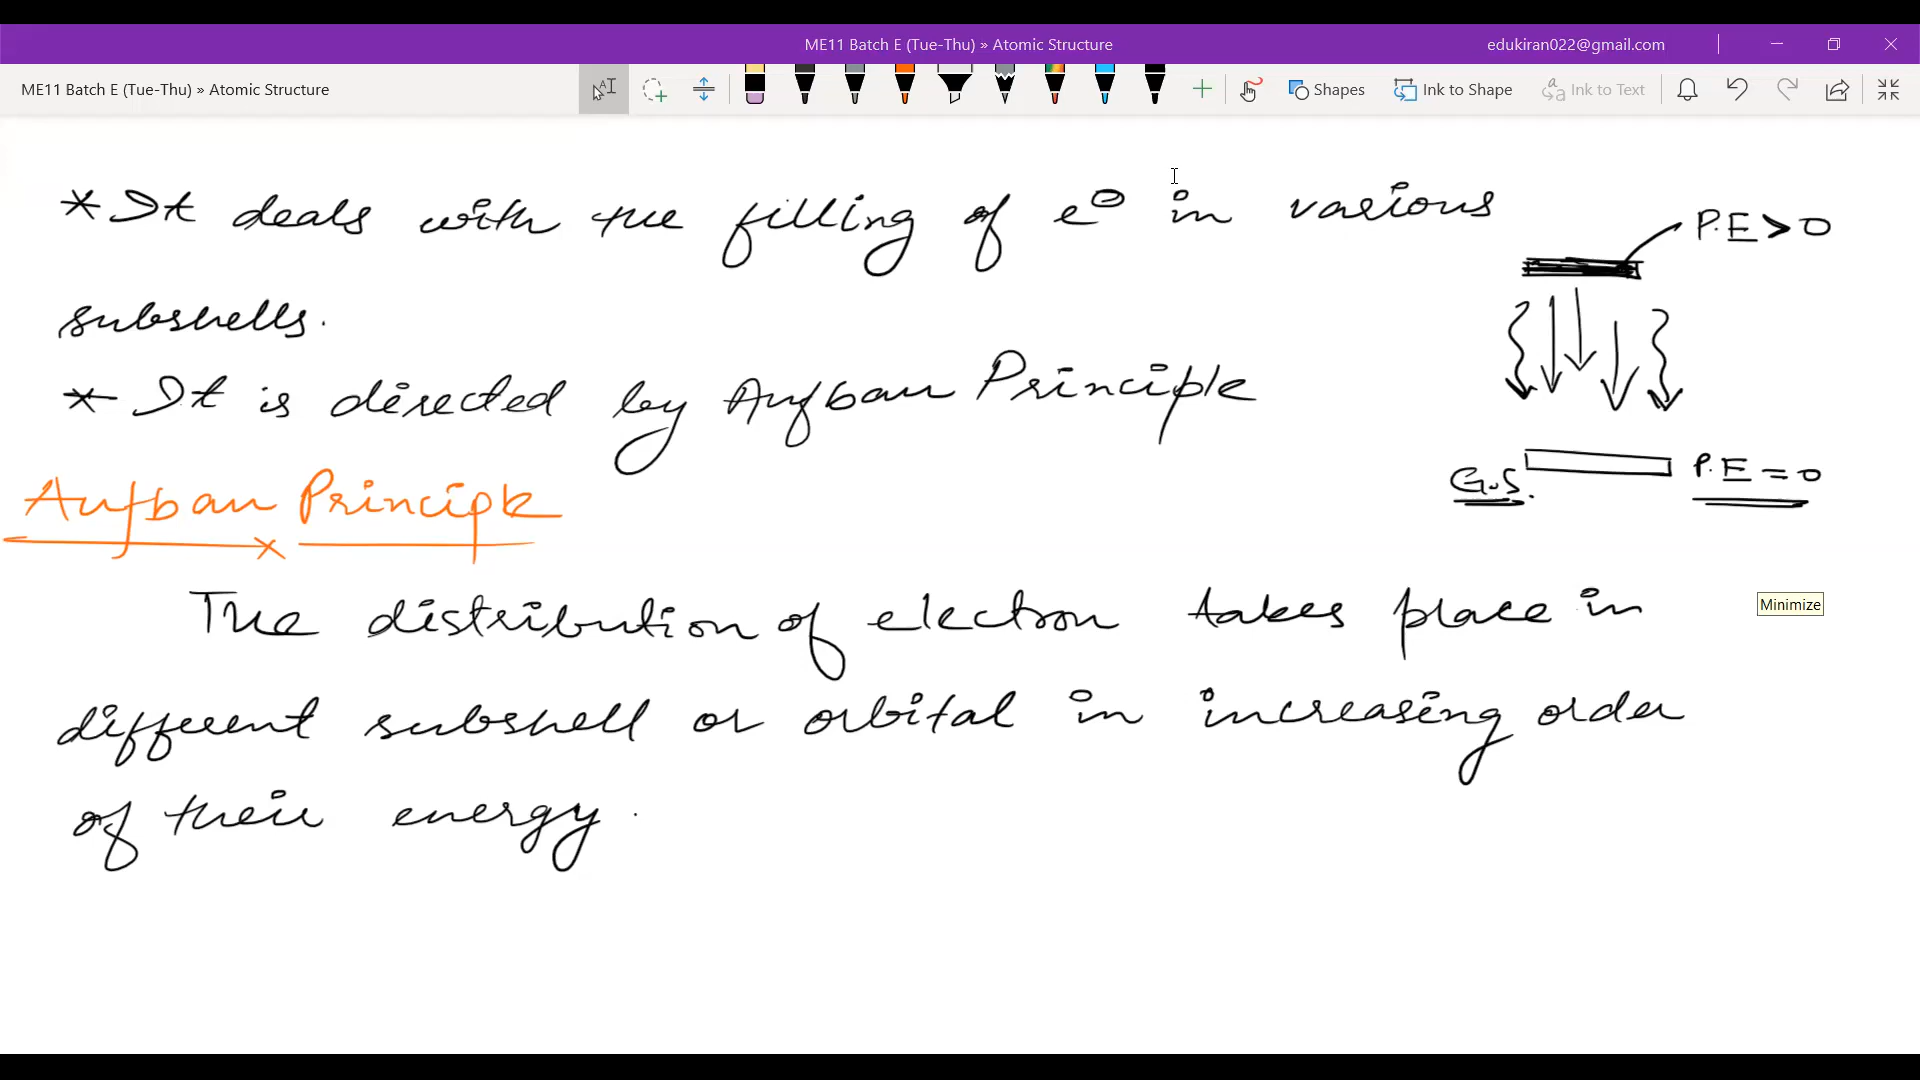 ME11 Batch E (Tue-Thu) » Atomic Structure
edukiran022@gmail.com
ME11 Batch E (Tue-Thu) » Atomic Structure
Shapes
Ink to Shape
Ink to Text
* It deals with the filling of e⊖ in various
subshells.
P.E > 0
* It is directed by Aufbau Principle
G.S.
P.E = 0
Aufbau Principle
The distribution of electron takes place in
Minimize
different subshell or orbital in increasing order
of their energy.